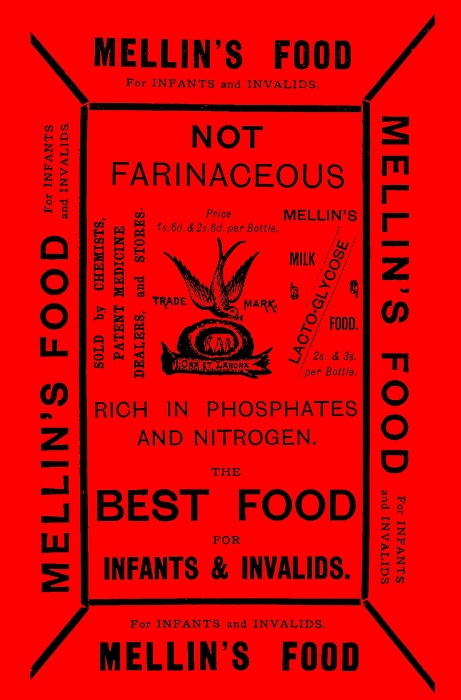 MELLIN'S FOOD
For INFANTS and INVALIDS.
MELLIN'S FOOD
For INFANTS
and INVALIDS.
NOT
FARINACEOUS
SOLD by CHEMISTS,
PATENT MEDICINE
DEALERS, and STORES.
Price
1s. 6d. & 2s. 6d. per Bottle.
TRADE MARK.
ORA ET LABORA
MELLIN'S
MILK
LACTO-GLYCOSE
FOOD.
2s. & 3s.
per Bottle.
RICH IN PHOSPHATES
AND NITROGEN.
THE
BEST FOOD
FOR
INFANTS & INVALIDS.
MELLIN'S FOOD
For INFANTS
and INVALIDS
For INFANTS and INVALIDS.
MELLIN'S FOOD